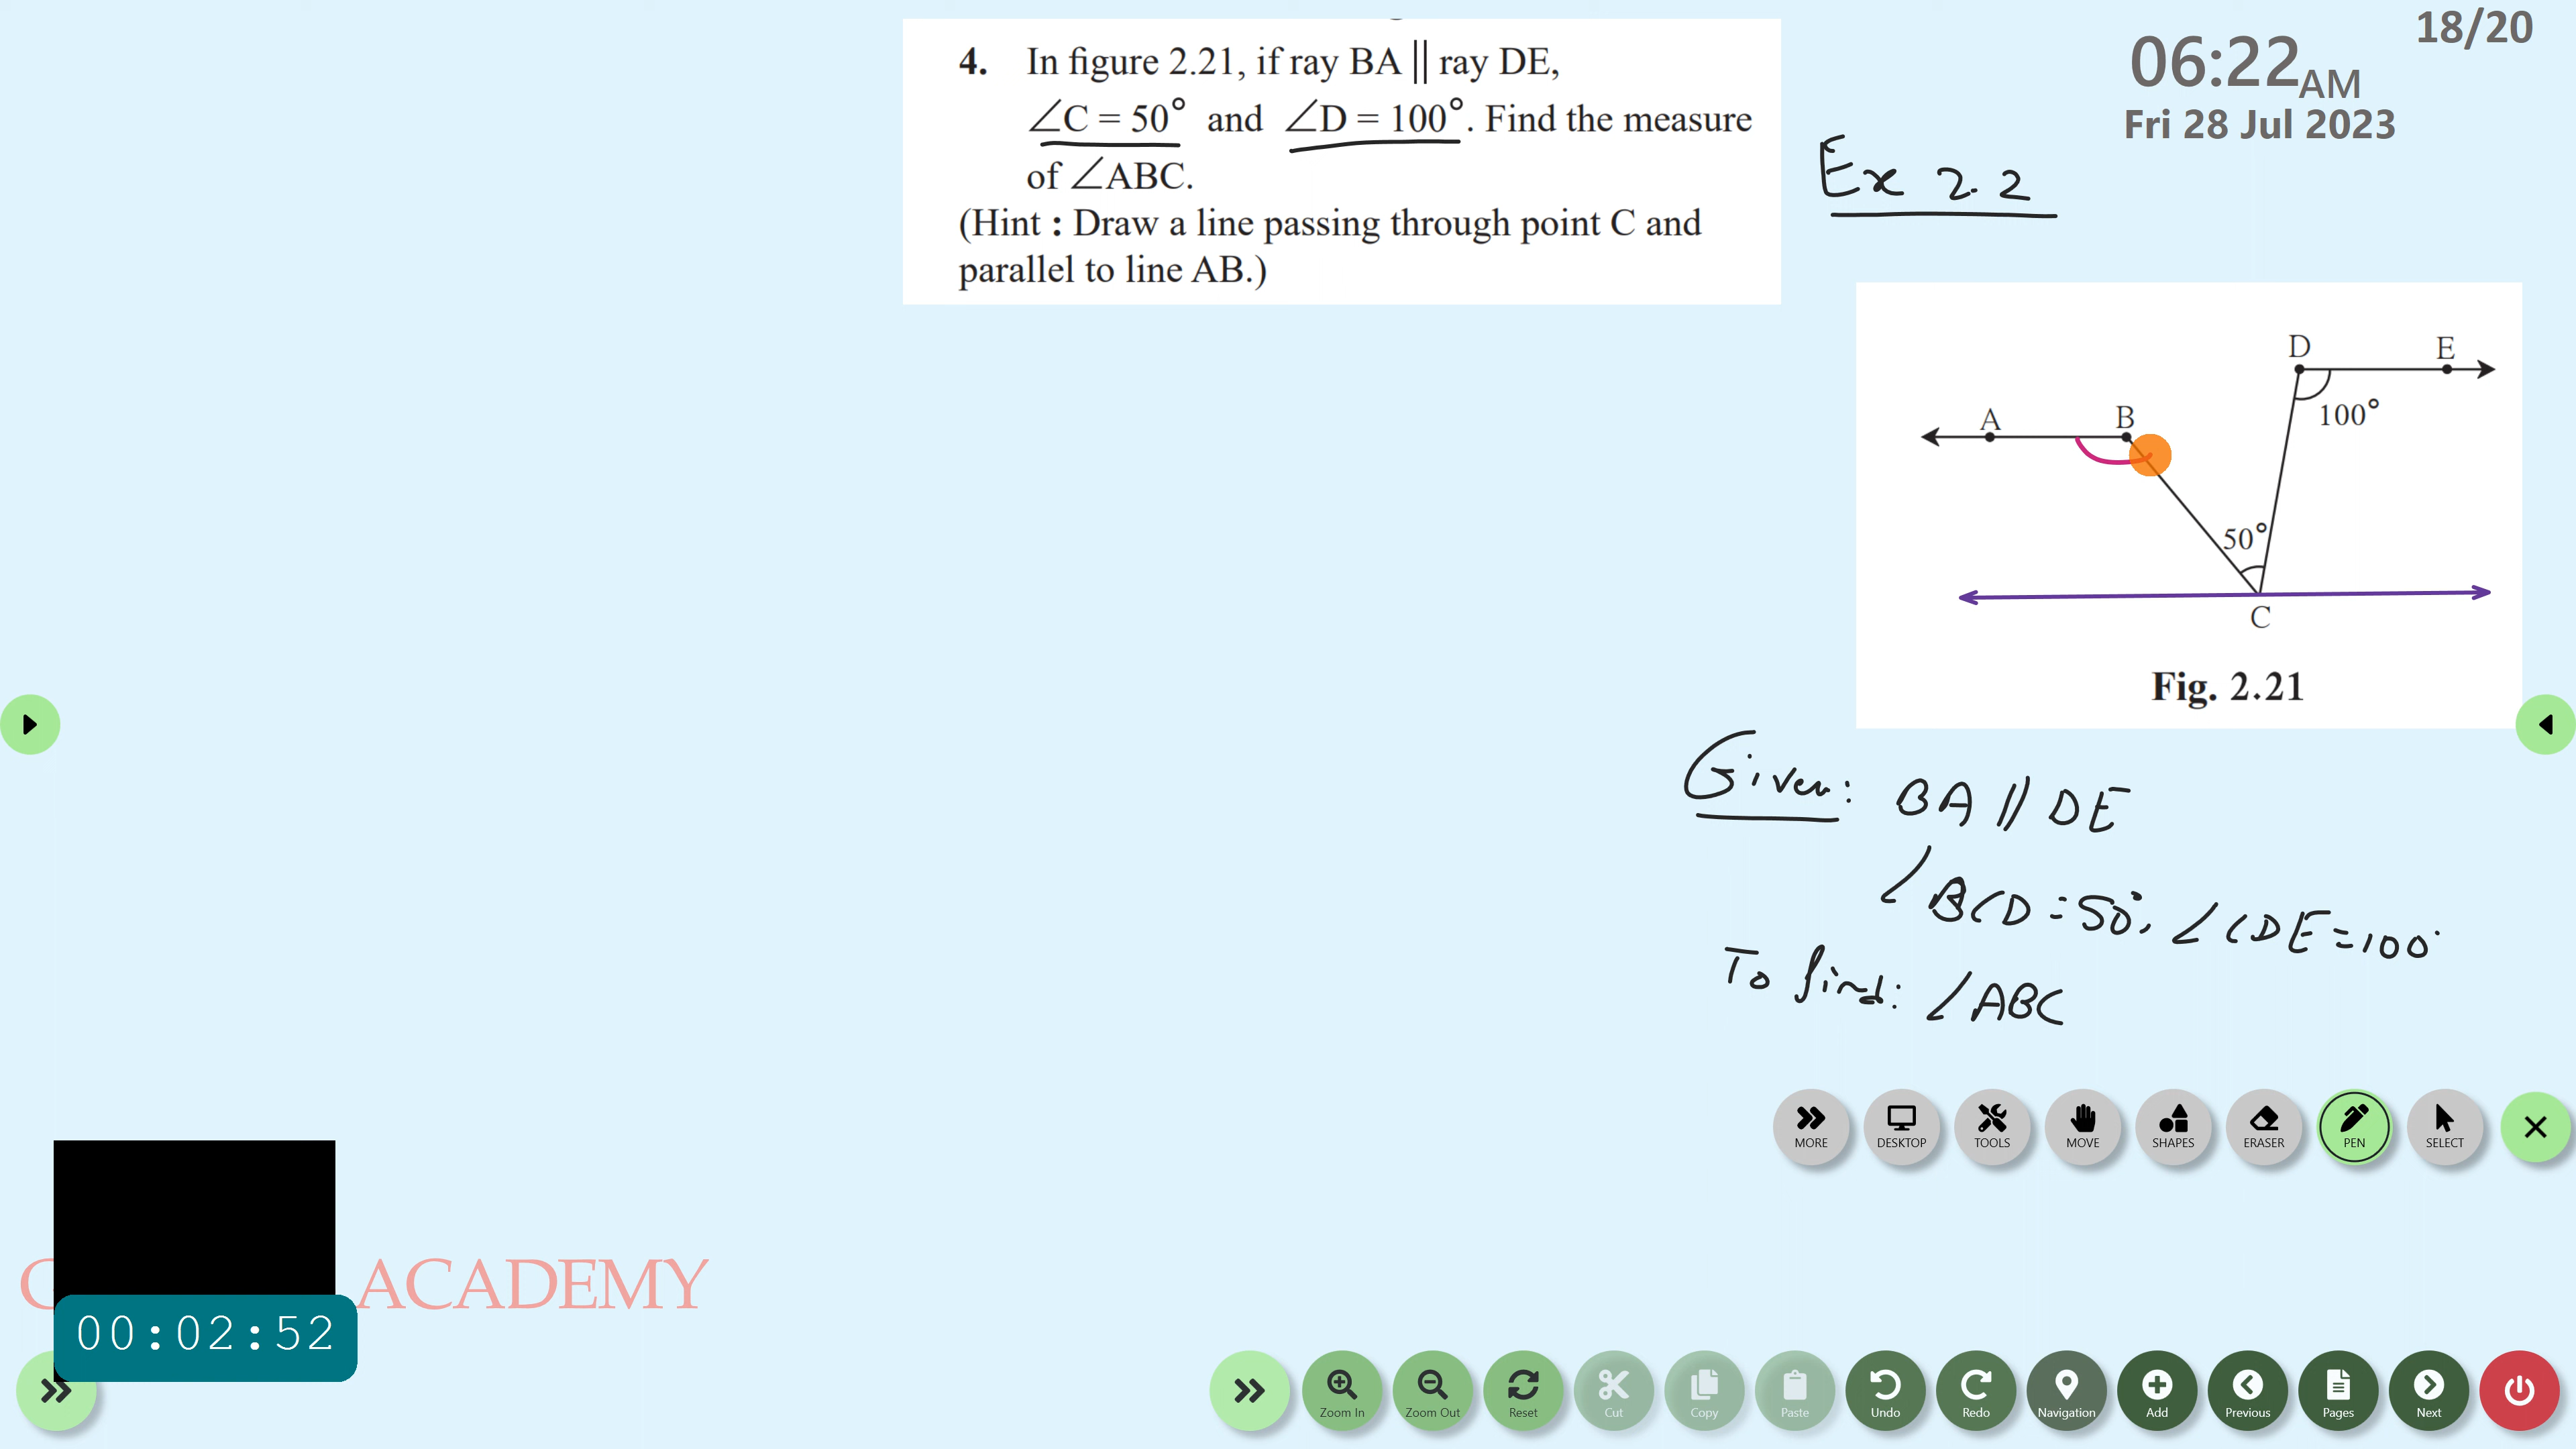 18/20
06:22AM
Fri 28 Jul 2023
4. In figure 2.21, if ray BA || ray DE,
∠C = 50° and ∠D = 100°. Find the measure
of ∠ABC.
(Hint : Draw a line passing through point C and
parallel to line AB.)
Ex 2.2
D E
100°
A B
50°
C
Fig. 2.21
Given: BA || DE
∠BCD = 50°, ∠CDE = 100°
To find: ∠ABC
MORE DESKTOP TOOLS MOVE SHAPES ERASER PEN SELECT
C ACADEMY
00:02:52
Zoom In Zoom Out Reset Cut Copy Paste Undo Redo Navigation Add Previous Pages Next